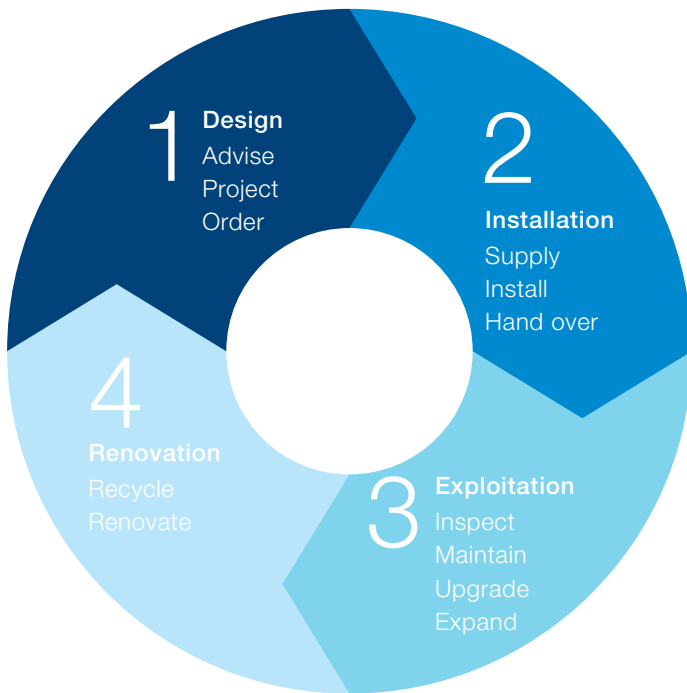 1
Design
Advise
Project
Order
2
Installation
Supply
Install
Hand over
3
Exploitation
Inspect
Maintain
Upgrade
Expand
4
Renovation
Recycle
Renovate